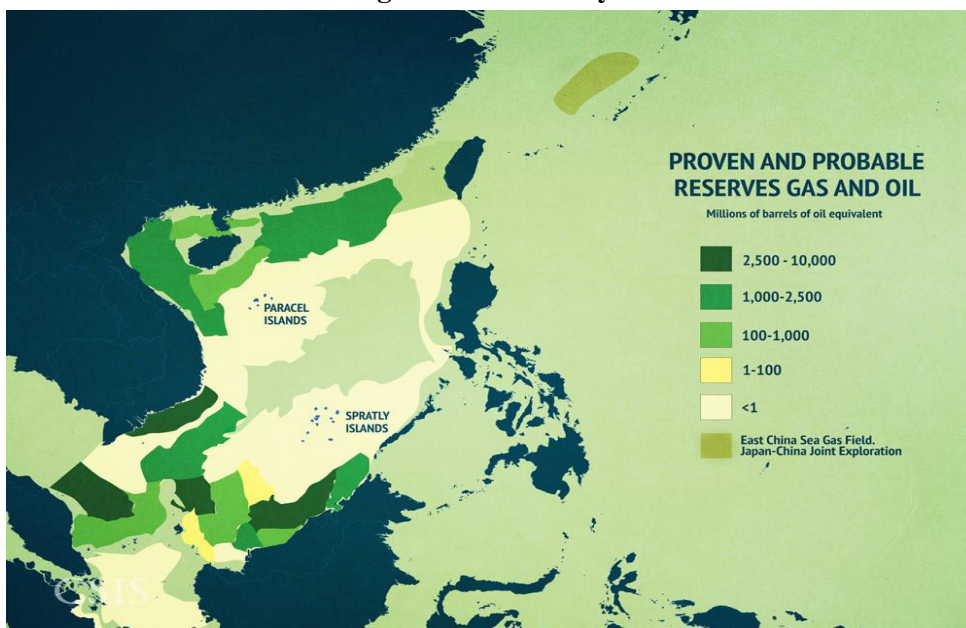 PROVEN AND PROBABLE
RESERVES GAS AND OIL
Millions of barrels of oil equivalent
2,500 - 10,000
1,000-2,500
100-1,000
1-100
<1
East China Sea Gas Field.
Japan-China Joint Exploration
PARACEL
ISLANDS
SPRATLY
ISLANDS
CSIS